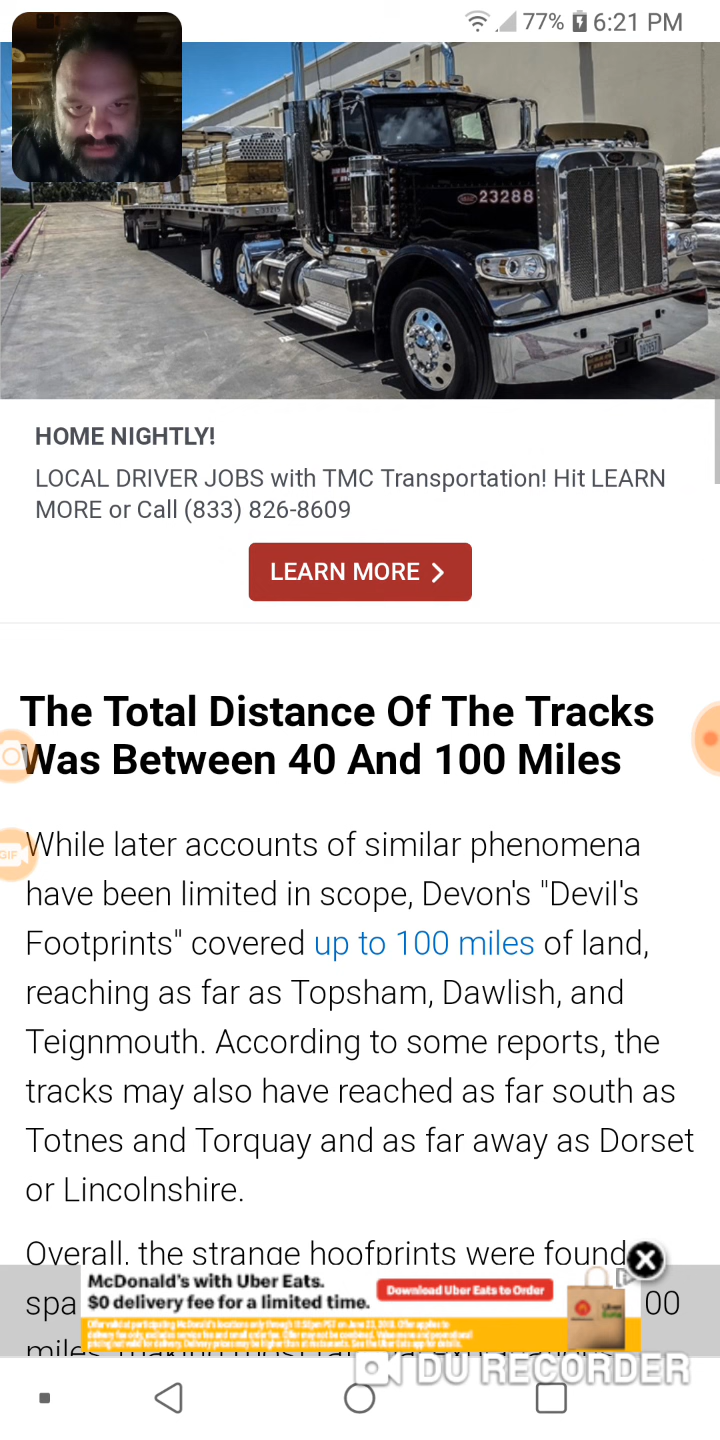 77% 6:21 PM
23288
HOME NIGHTLY!
LOCAL DRIVER JOBS with TMC Transportation! Hit LEARN
MORE or Call (833) 826-8609
LEARN MORE
The Total Distance Of The Tracks
Was Between 40 And 100 Miles
GIF
While later accounts of similar phenomena
have been limited in scope, Devon's "Devil's
Footprints" covered up to 100 miles of land,
reaching as far as Topsham, Dawlish, and
Teignmouth. According to some reports, the
tracks may also have reached as far south as
Totnes and Torquay and as far away as Dorset
or Lincolnshire.
Overall, the strange hoofprints were found
McDonald's with Uber Eats.
$0 delivery fee for a limited time.
Download Uber Eats to Order
spa 00
DU RECORDER